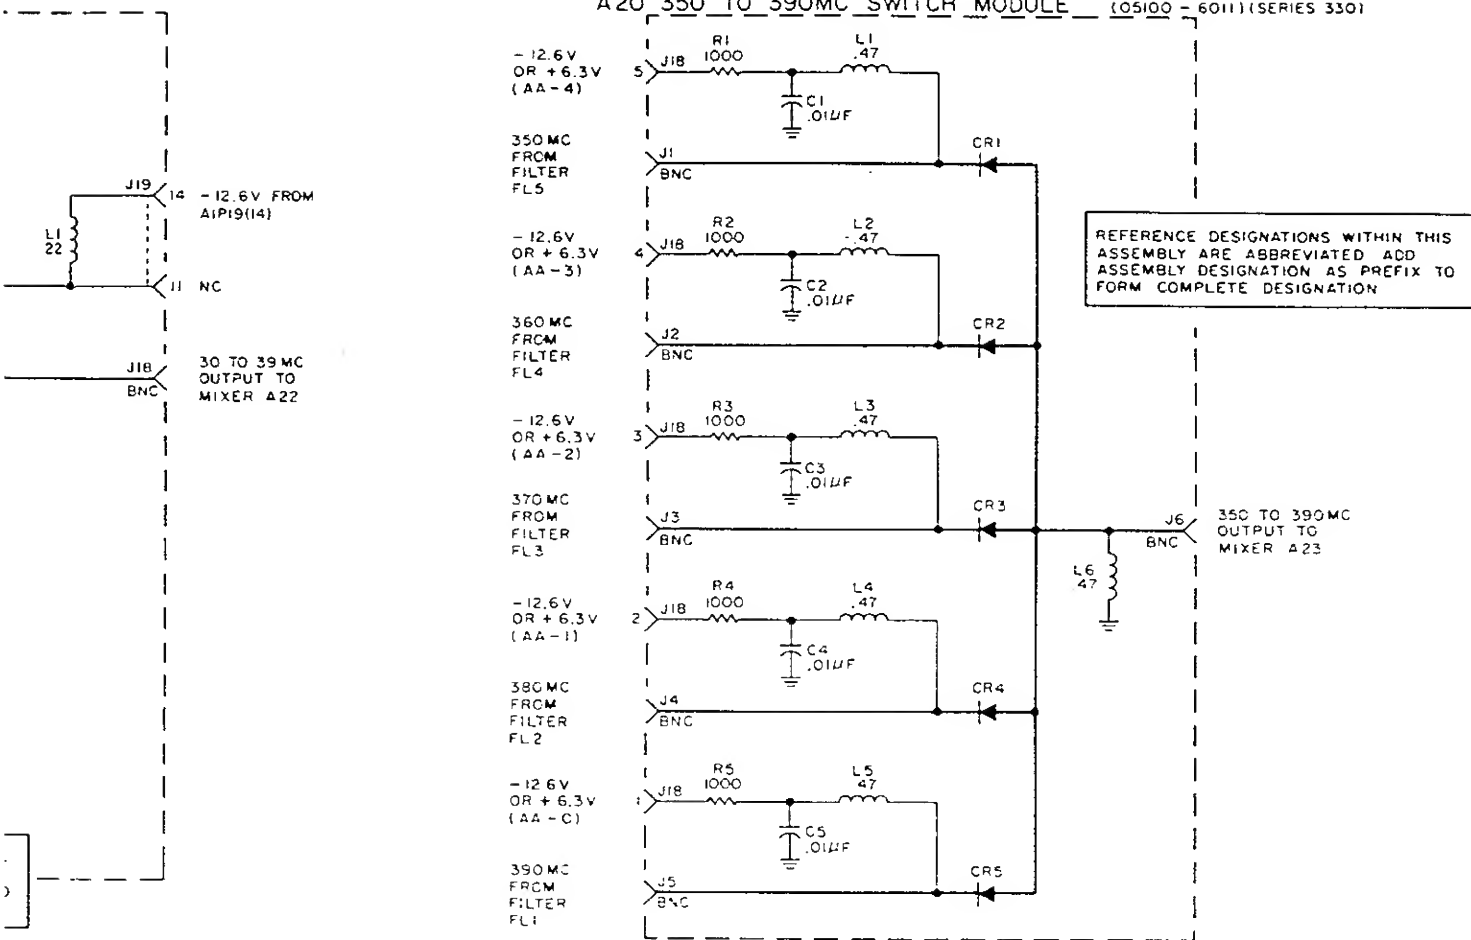 A20 350 TO 390MC SWITCH MODULE (05100 - 6011) (SERIES 330)
J19
14
-12.6V FROM
A1P19(14)
L1
22
11 NC
J18
BNC
30 TO 39 MC
OUTPUT TO
MIXER A22
-12.6V
OR +6.3V
(AA-4)
5
J18
R1
1000
L1
.47
C1
.01UF
350 MC
FROM
FILTER
FL5
J1
BNC
CR1
-12.6V
OR +6.3V
(AA-3)
4
J18
R2
1000
L2
.47
C2
.01UF
360 MC
FROM
FILTER
FL4
J2
BNC
CR2
-12.6V
OR +6.3V
(AA-2)
3
J18
R3
1000
L3
.47
C3
.01UF
370 MC
FROM
FILTER
FL3
J3
BNC
CR3
-12.6V
OR +6.3V
(AA-1)
2
J18
R4
1000
L4
.47
C4
.01UF
380 MC
FROM
FILTER
FL2
J4
BNC
CR4
-12.6V
OR +6.3V
(AA-0)
1
J18
R5
1000
L5
.47
C5
.01UF
390 MC
FROM
FILTER
FL1
J5
BNC
CR5
REFERENCE DESIGNATIONS WITHIN THIS
ASSEMBLY ARE ABBREVIATED ADD
ASSEMBLY DESIGNATION AS PREFIX TO
FORM COMPLETE DESIGNATION
L6
.47
J6
BNC
350 TO 390 MC
OUTPUT TO
MIXER A23